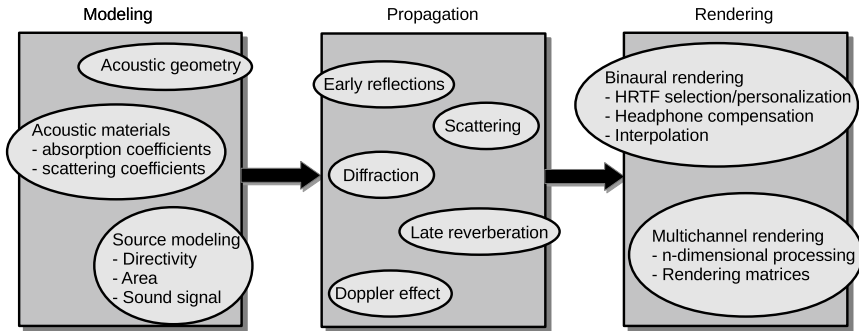 Modeling
Acoustic geometry
Acoustic materials
- absorption coefficients
- scattering coefficients
Source modeling
- Directivity
- Area
- Sound signal
Propagation
Early reflections
Scattering
Diffraction
Late reverberation
Doppler effect
Rendering
Binaural rendering
- HRTF selection/personalization
- Headphone compensation
- Interpolation
Multichannel rendering
- n-dimensional processing
- Rendering matrices